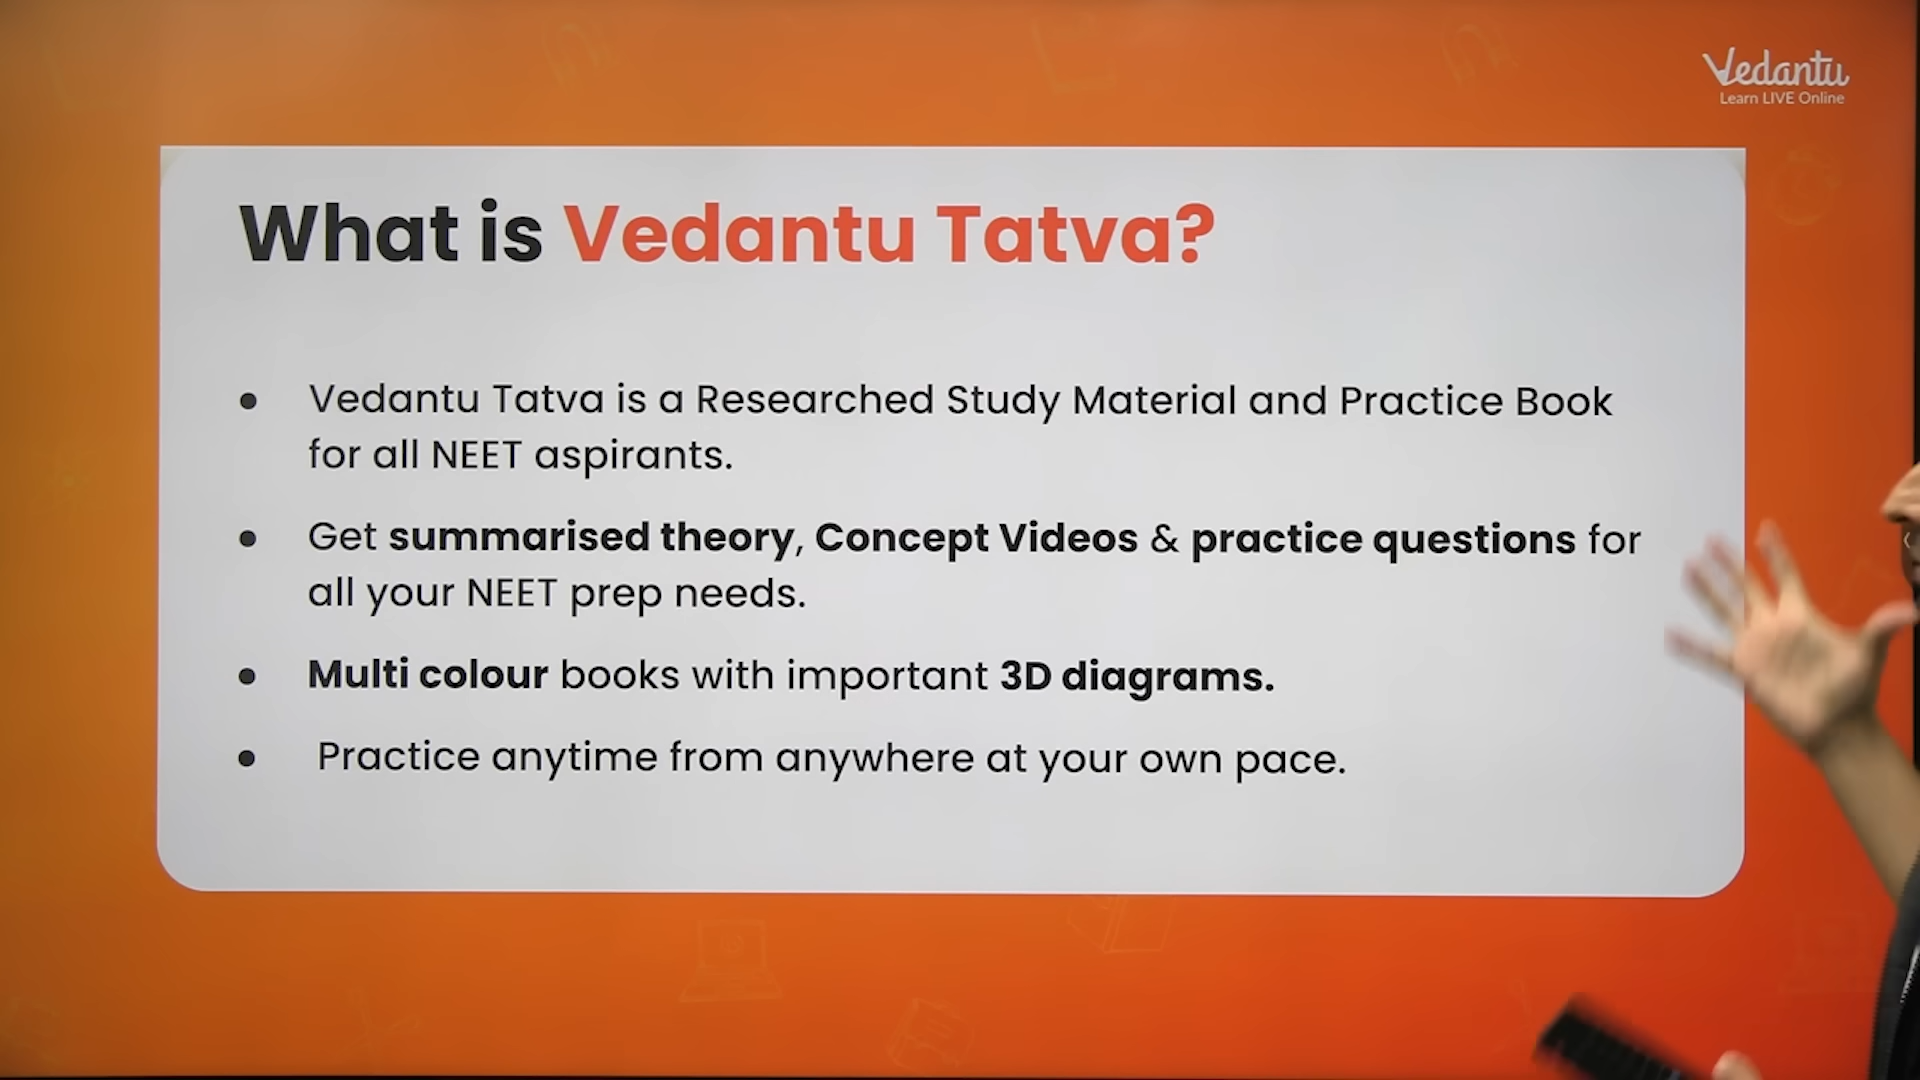 Vedantu
Learn LIVE Online
What is Vedantu Tatva?
● Vedantu Tatva is a Researched Study Material and Practice Book
for all NEET aspirants.
● Get summarised theory, Concept Videos & practice questions for
all your NEET prep needs.
● Multi colour books with important 3D diagrams.
● Practice anytime from anywhere at your own pace.